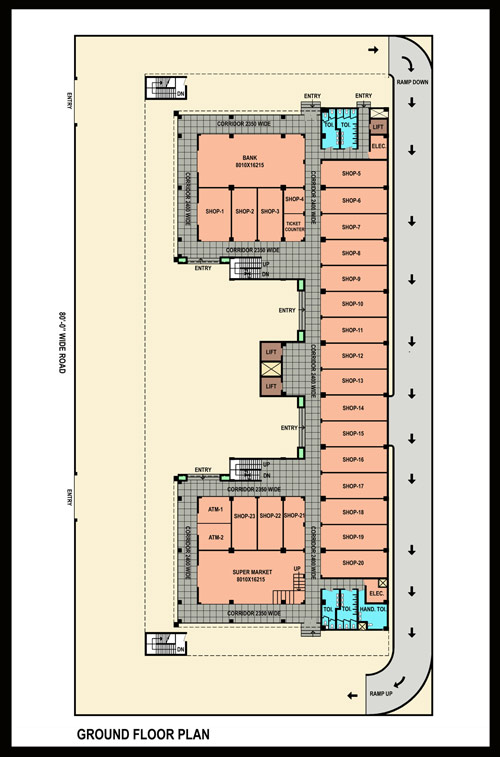 ENTRY
80'-0" WIDE ROAD
ENTRY
DN
RAMP DOWN
ENTRY
ENTRY
CORRIDOR 2350 WIDE
TOI.
TOI.
LIFT
ELEC.
BANK
8010X16215
CORRIDOR 2400 WIDE
CORRIDOR 2400 WIDE
SHOP-1
SHOP-2
SHOP-3
SHOP-4
TICKET
COUNTER
SHOP-5
SHOP-6
SHOP-7
SHOP-8
CORRIDOR 2350 WIDE
ENTRY
UP
DN
SHOP-9
SHOP-10
ENTRY
SHOP-11
LIFT
SHOP-12
CORRIDOR 2400 WIDE
LIFT
SHOP-13
SHOP-14
ENTRY
SHOP-15
SHOP-16
UP
DN
ENTRY
SHOP-17
CORRIDOR 2350 WIDE
ATM-1
SHOP-23
SHOP-22
SHOP-21
SHOP-18
ATM-2
SHOP-19
CORRIDOR 2400 WIDE
CORRIDOR 2400 WIDE
SUPER MARKET
8010X16215
UP
SHOP-20
ELEC.
CORRIDOR 2350 WIDE
TOI.
TOI.
HAND. TOI.
DN
RAMP UP
GROUND FLOOR PLAN